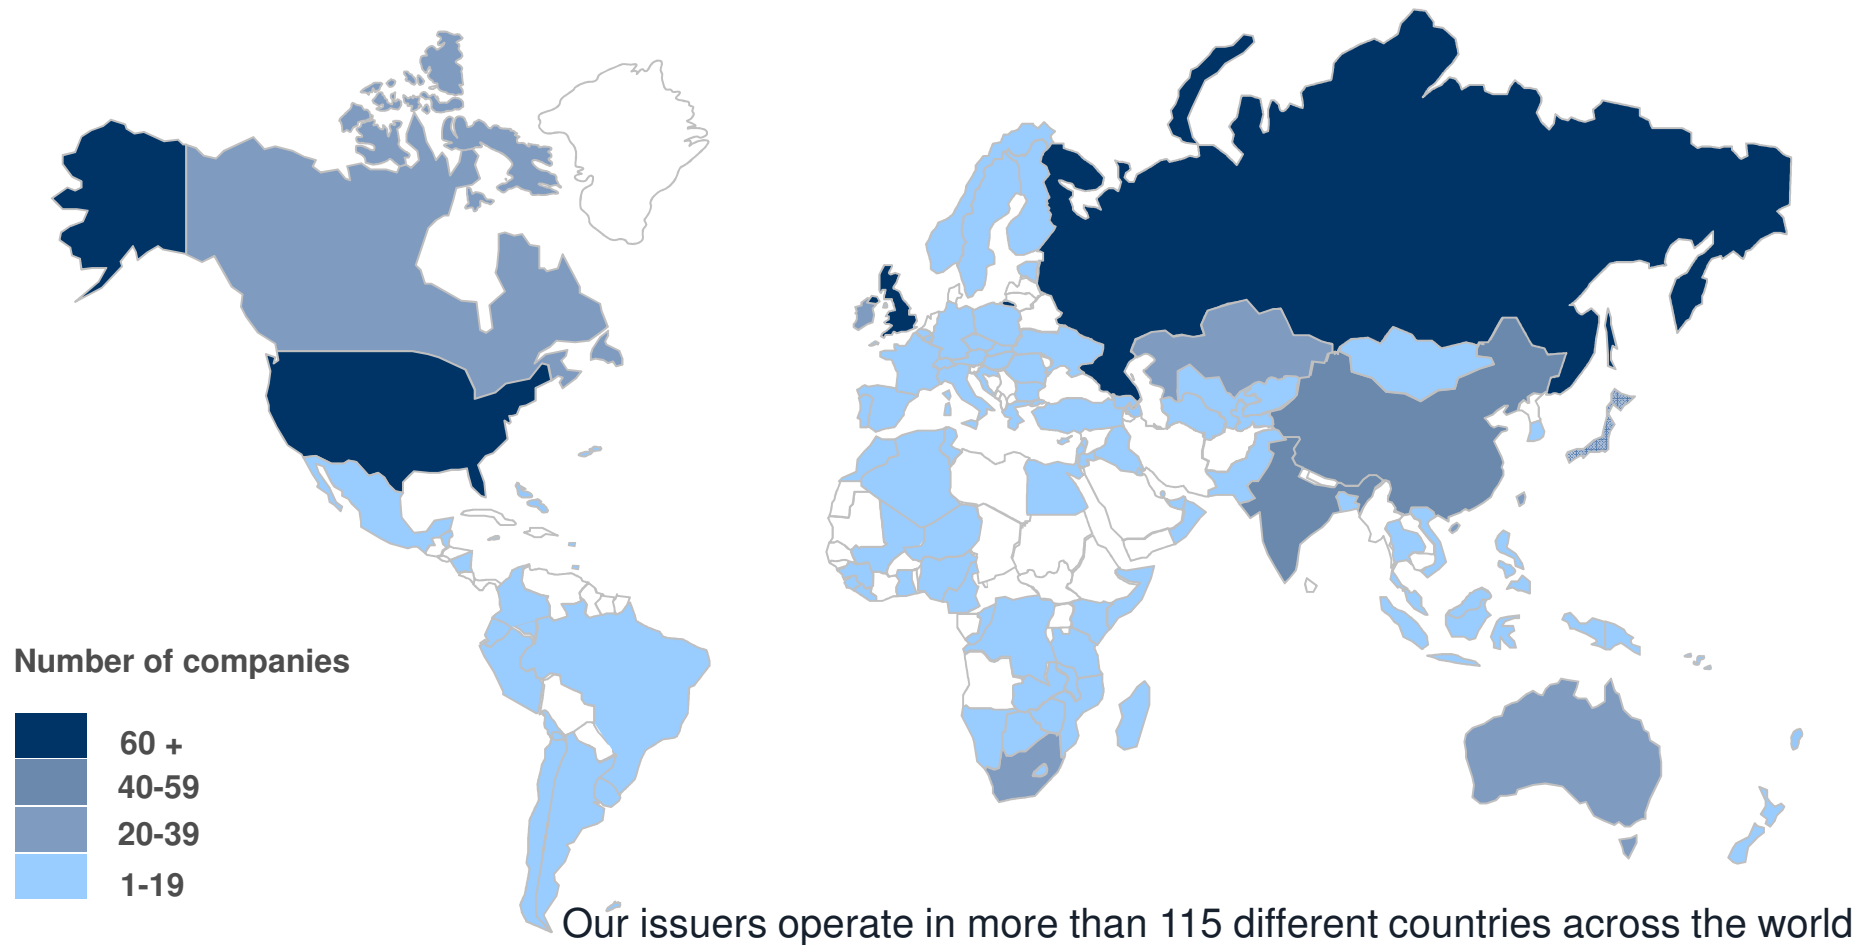 Number of companies
60 +
40-59
20-39
1-19
Our issuers operate in more than 115 different countries across the world